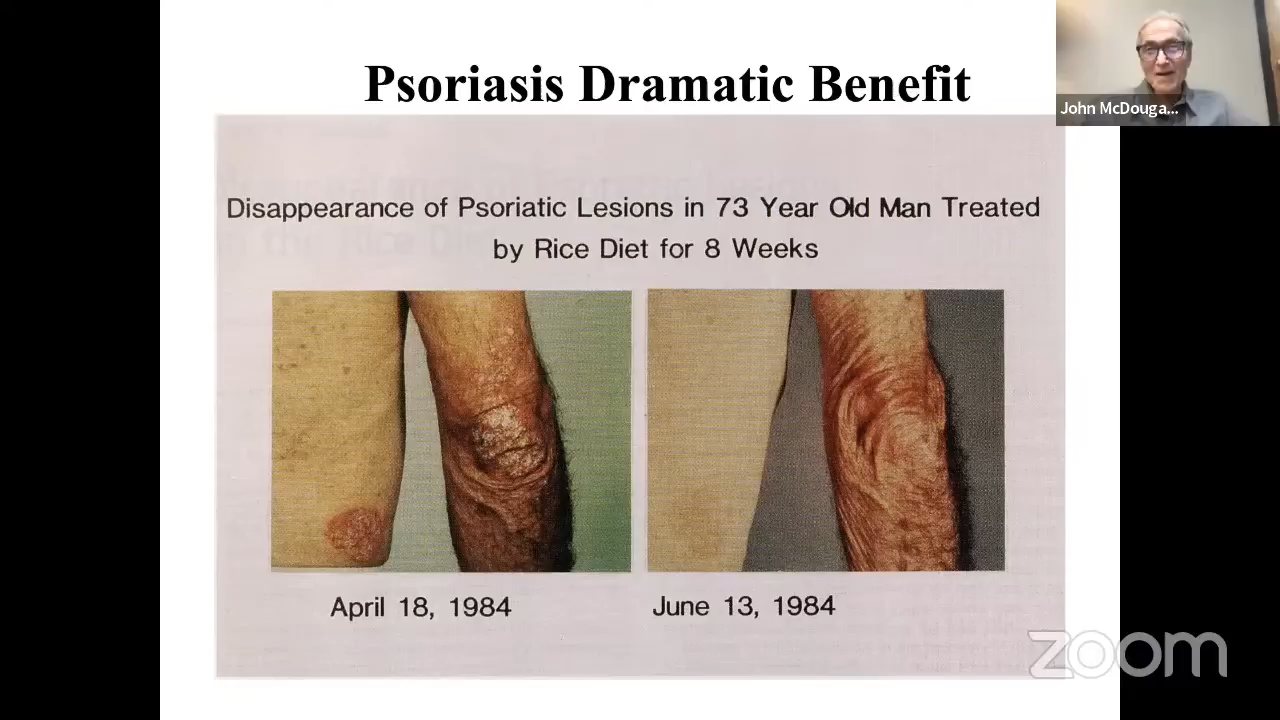 Psoriasis Dramatic Benefit
John McDouga...
Disappearance of Psoriatic Lesions in 73 Year Old Man Treated
by Rice Diet for 8 Weeks
April 18, 1984
June 13, 1984
zoom